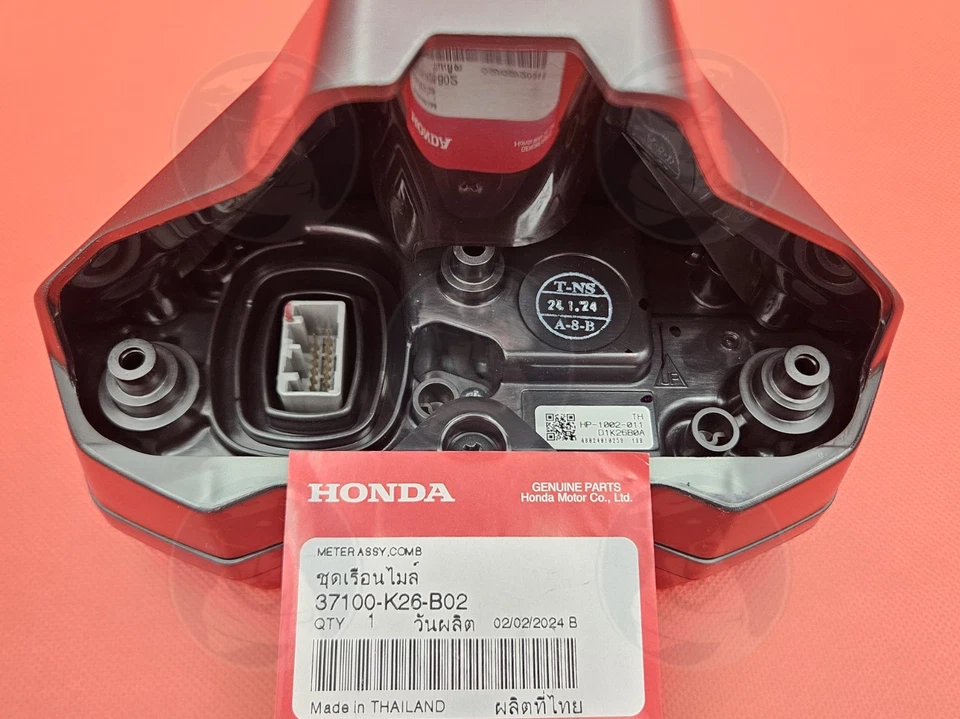 T-NS
24.1.24
A-8-B
UP
TH
HP-1002-011
D1K26B0A
HONDA
GENUINE PARTS
Honda Motor Co., Ltd.
METER ASSY,COMB
ชุดเรือนไมล์
37100-K26-B02
QTY 1 วันผลิต 02/02/2024 B
Made in THAILAND ผลิตที่ไทย